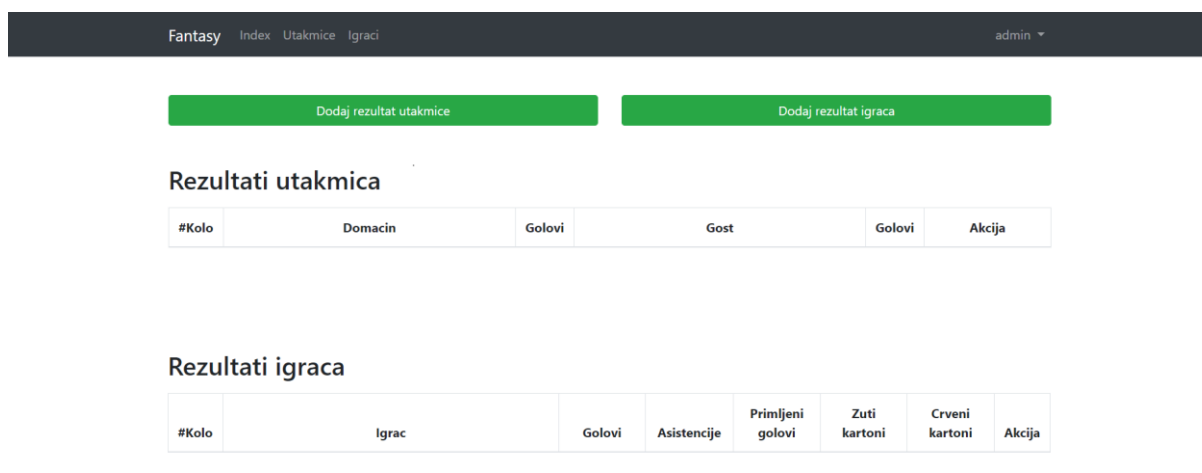 Fantasy Index Utakmice Igraci admin
Dodaj rezultat utakmice Dodaj rezultat igraca
Rezultati utakmica
#Kolo Domacin Golovi Gost Golovi Akcija
Rezultati igraca
#Kolo Igrac Golovi Asistencije Primljeni golovi Zuti kartoni Crveni kartoni Akcija